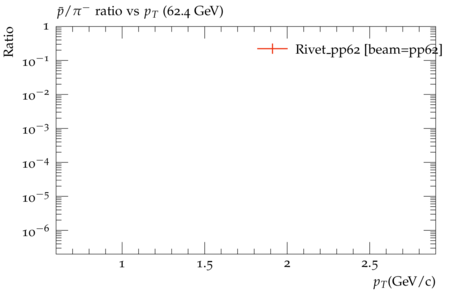 p̄/π⁻ ratio vs p_T (62.4 GeV)
Ratio
1
10⁻¹
10⁻²
10⁻³
10⁻⁴
10⁻⁵
10⁻⁶
Rivet_pp62 [beam=pp62]
1 1.5 2 2.5
p_T(GeV/c)